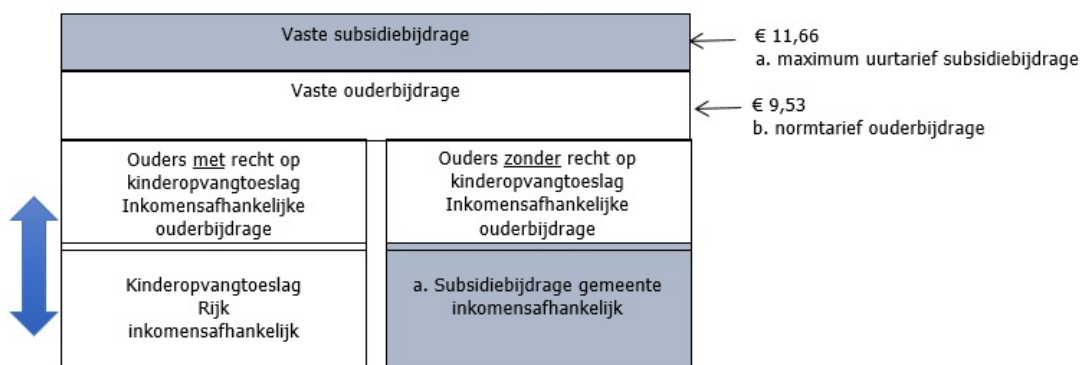 Vaste subsidiebijdrage
€ 11,66
a. maximum uurtarief subsidiebijdrage
Vaste ouderbijdrage
€ 9,53
b. normtarief ouderbijdrage
Ouders met recht op
kinderopvangtoeslag
Inkomensafhankelijke
ouderbijdrage
Ouders zonder recht op
kinderopvangtoeslag
Inkomensafhankelijke
ouderbijdrage
Kinderopvangtoeslag
Rijk
inkomensafhankelijk
a. Subsidiebijdrage gemeente
inkomensafhankelijk